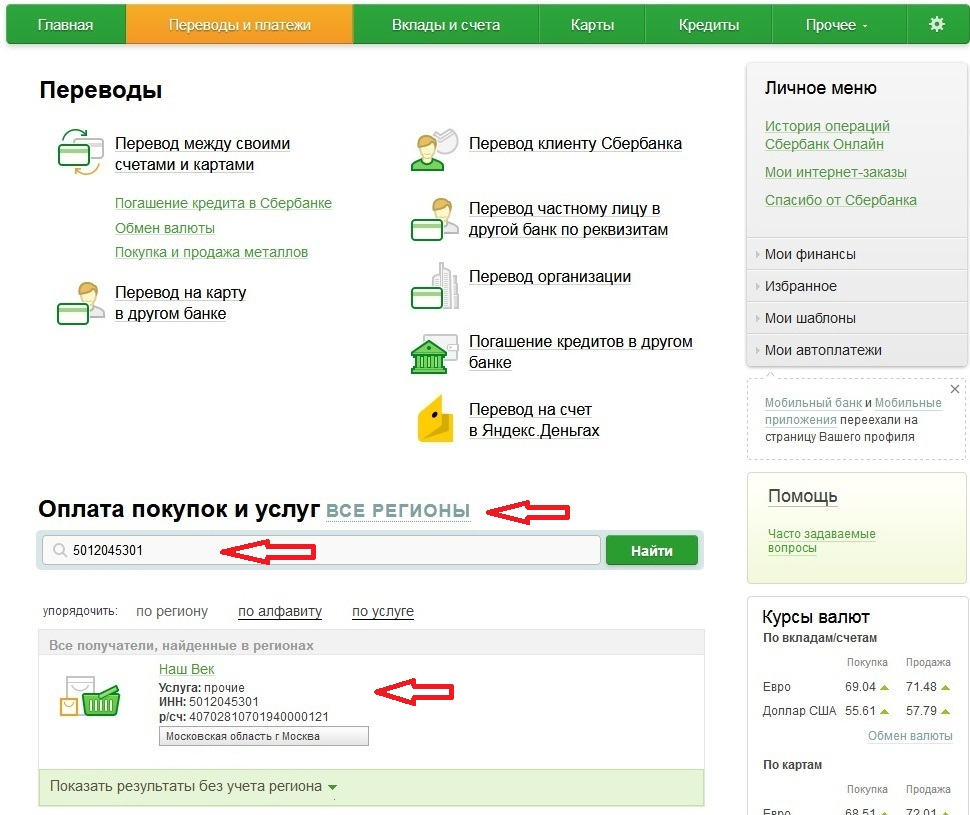 Главная Переводы и платежи Вклады и счета Карты Кредиты Прочее
Переводы
Перевод между своими
счетами и картами
Погашение кредита в Сбербанке
Обмен валюты
Покупка и продажа металлов
Перевод на карту
в другом банке
Перевод клиенту Сбербанка
Перевод частному лицу в
другой банк по реквизитам
Перевод организации
Погашение кредитов в другом
банке
Перевод на счет
в Яндекс.Деньгах
Оплата покупок и услуг ВСЕ РЕГИОНЫ
5012045301 Найти
упорядочить: по региону по алфавиту по услуге
Все получатели, найденные в регионах
Наш Век
Услуга: прочие
ИНН: 5012045301
р/сч: 40702810701940000121
Московская область г Москва
Показать результаты без учета региона
Личное меню
История операций
Сбербанк Онлайн
Мои интернет-заказы
Спасибо от Сбербанка
Мои финансы
Избранное
Мои шаблоны
Мои автоплатежи
Мобильный банк и Мобильные
приложения переехали на
страницу Вашего профиля
Помощь
Часто задаваемые
вопросы
Курсы валют
По вкладам/счетам
Покупка Продажа
Евро 69.04 71.48
Доллар США 55.61 57.79
Обмен валюты
По картам
Покупка Продажа
Евро 68.51 72.01